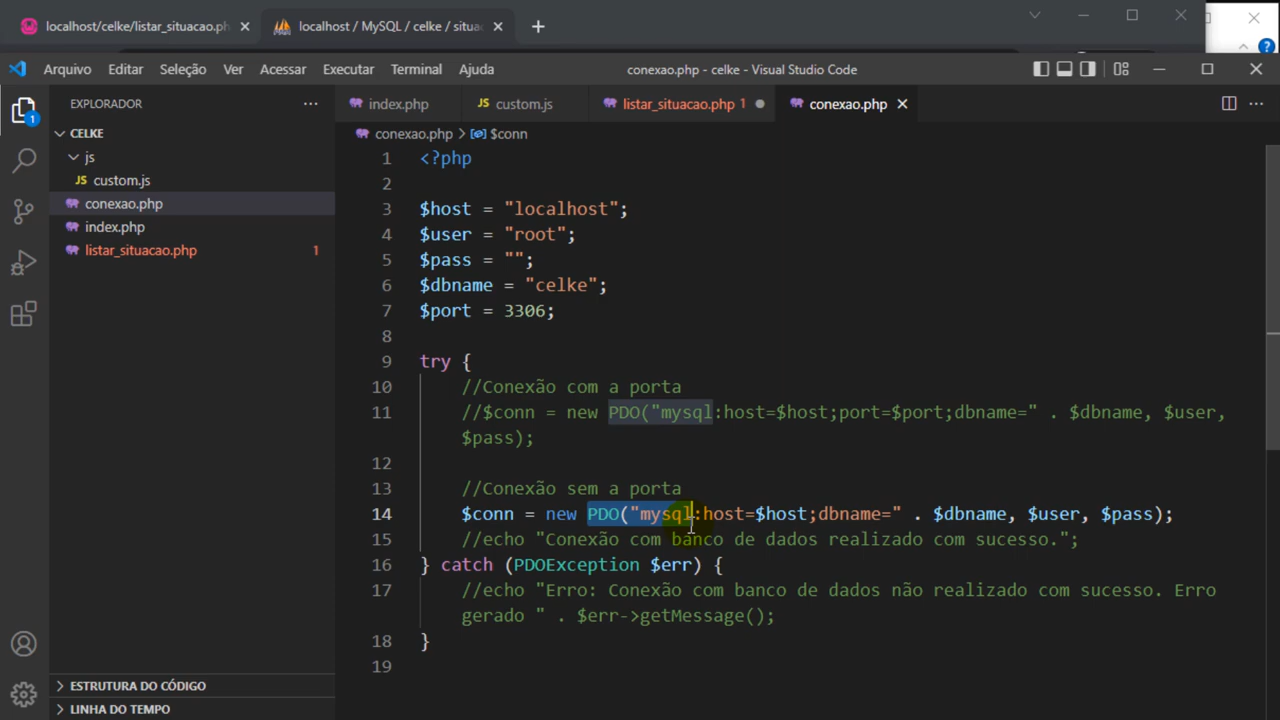 localhost/celke/listar_situacao.ph
localhost / MySQL / celke / situa
Arquivo Editar Seleção Ver Acessar Executar Terminal Ajuda
conexao.php - celke - Visual Studio Code
EXPLORADOR
index.php
JS custom.js
listar_situacao.php 1
conexao.php
1
CELKE
js
JS custom.js
conexao.php
index.php
listar_situacao.php 1
ESTRUTURA DO CÓDIGO
LINHA DO TEMPO
conexao.php > $conn
1 <?php
2
3 $host = "localhost";
4 $user = "root";
5 $pass = "";
6 $dbname = "celke";
7 $port = 3306;
8
9 try {
10 //Conexão com a porta
11 //$conn = new PDO("mysql:host=$host;port=$port;dbname=" . $dbname, $user,
$pass);
12
13 //Conexão sem a porta
14 $conn = new PDO("mysql:host=$host;dbname=" . $dbname, $user, $pass);
15 //echo "Conexão com banco de dados realizado com sucesso.";
16 } catch (PDOException $err) {
17 //echo "Erro: Conexão com banco de dados não realizado com sucesso. Erro
gerado " . $err->getMessage();
18 }
19